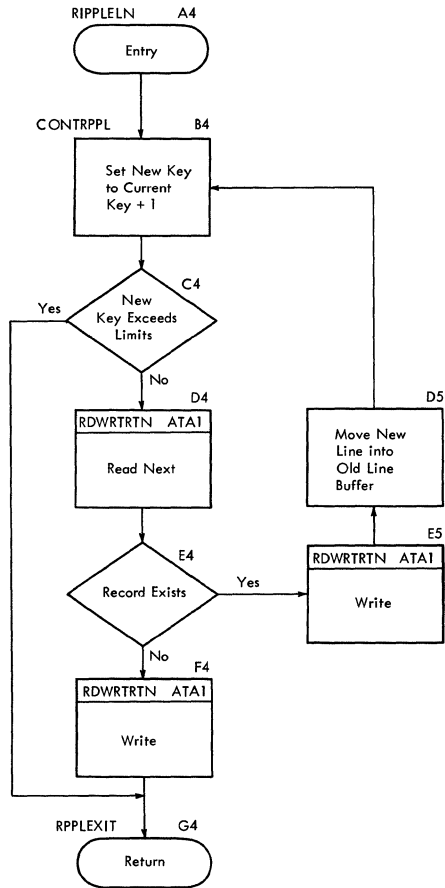 RIPPLELN A4
Entry
CONTRPPL B4
Set New Key
to Current
Key + 1
C4
New
Key Exceeds
Limits
Yes
No
D4
RDWRTRTN ATA1
Read Next
D5
Move New
Line into
Old Line
Buffer
E4
Record Exists
Yes
No
E5
RDWRTRTN ATA1
Write
F4
RDWRTRTN ATA1
Write
RPPLEXIT G4
Return